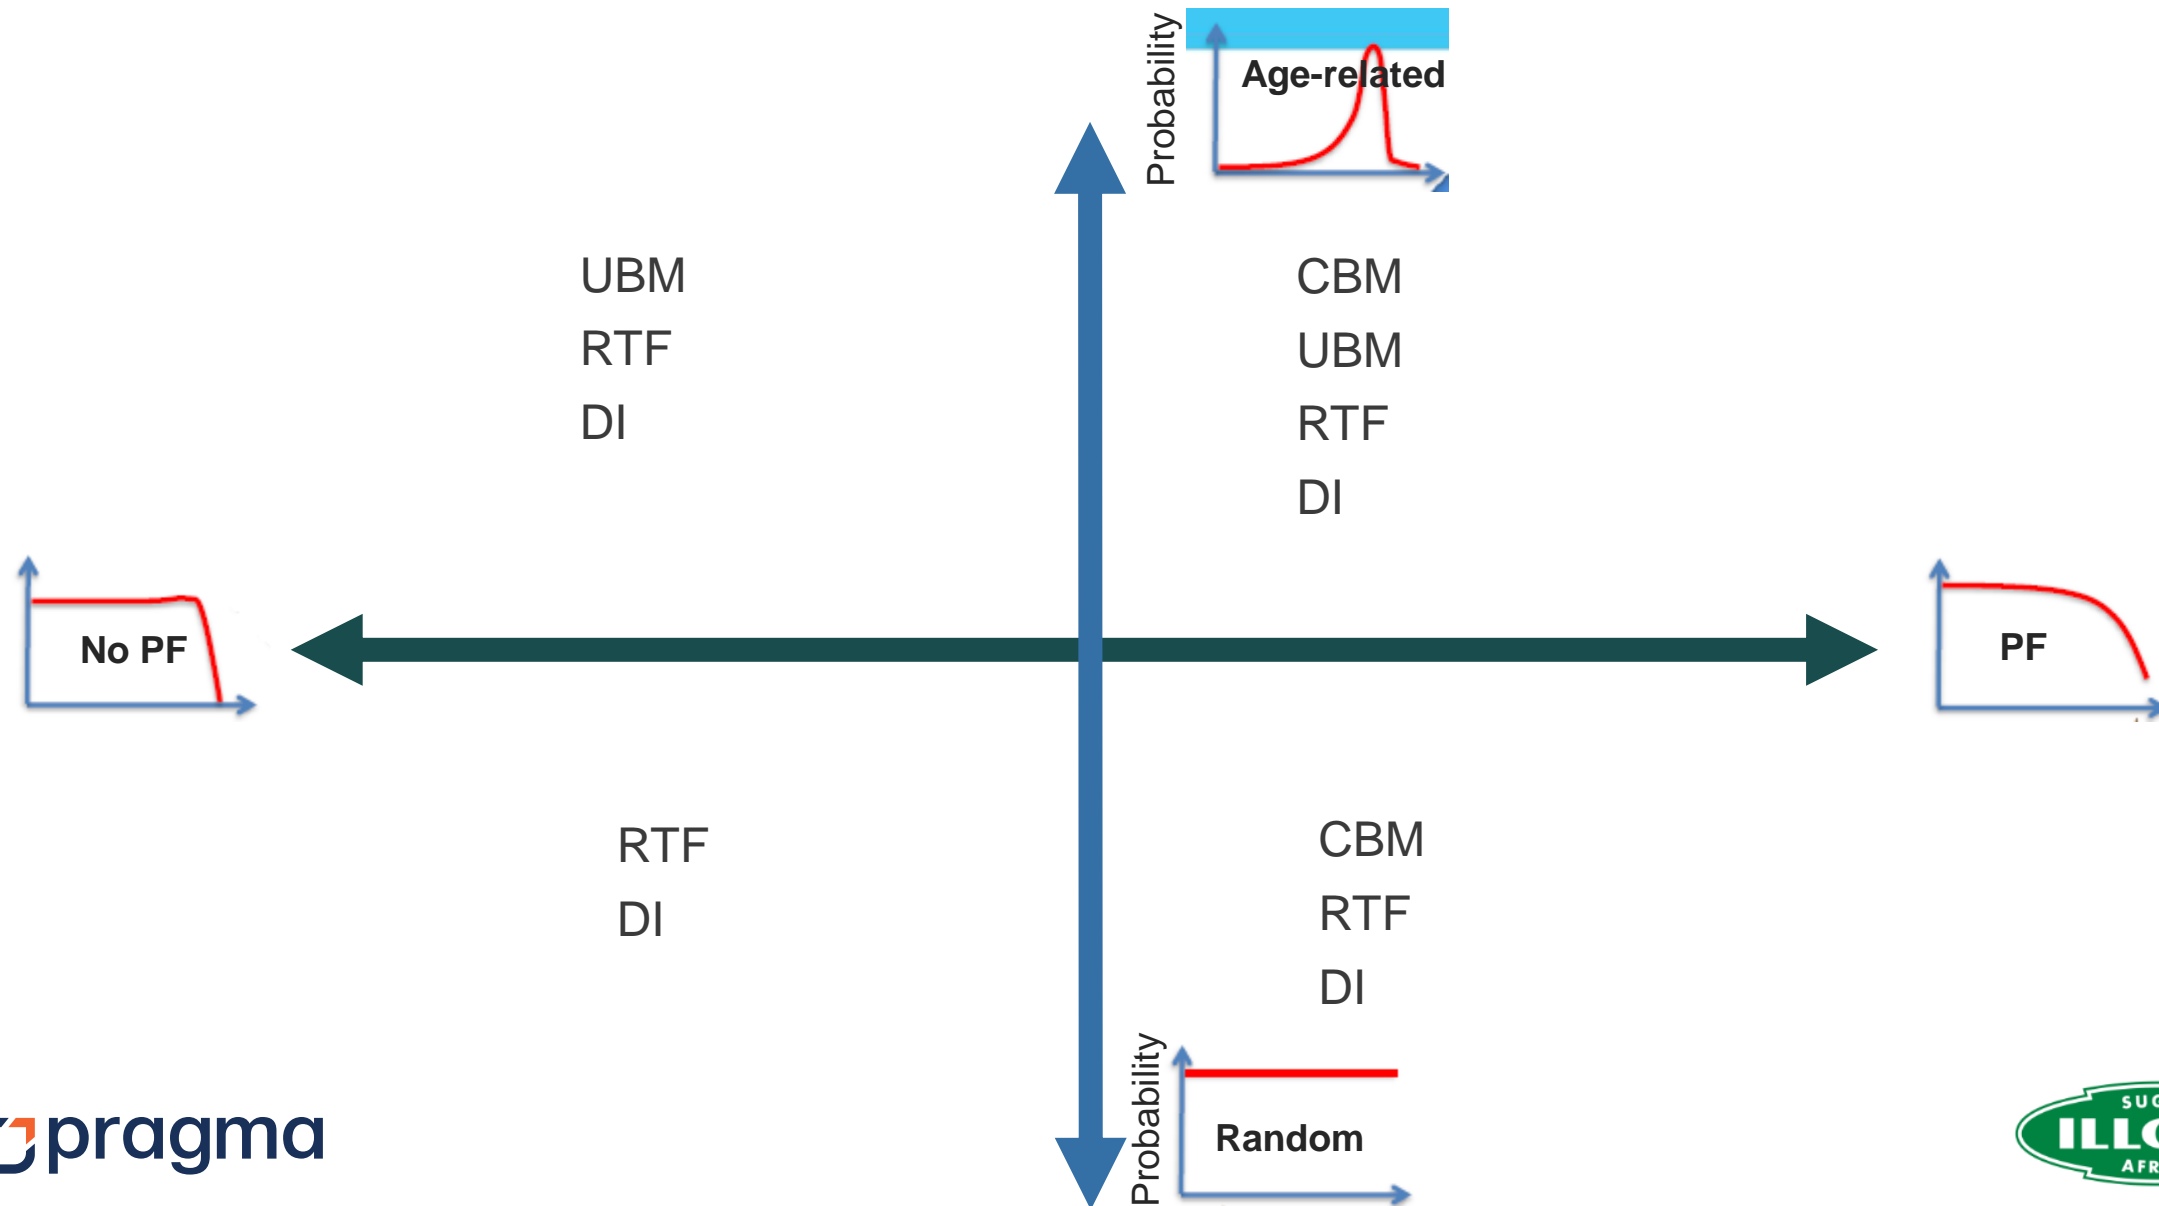 Probability
Age-related
UBM
RTF
DI
CBM
UBM
RTF
DI
No PF
PF
RTF
DI
CBM
RTF
DI
Probability
Random
pragma